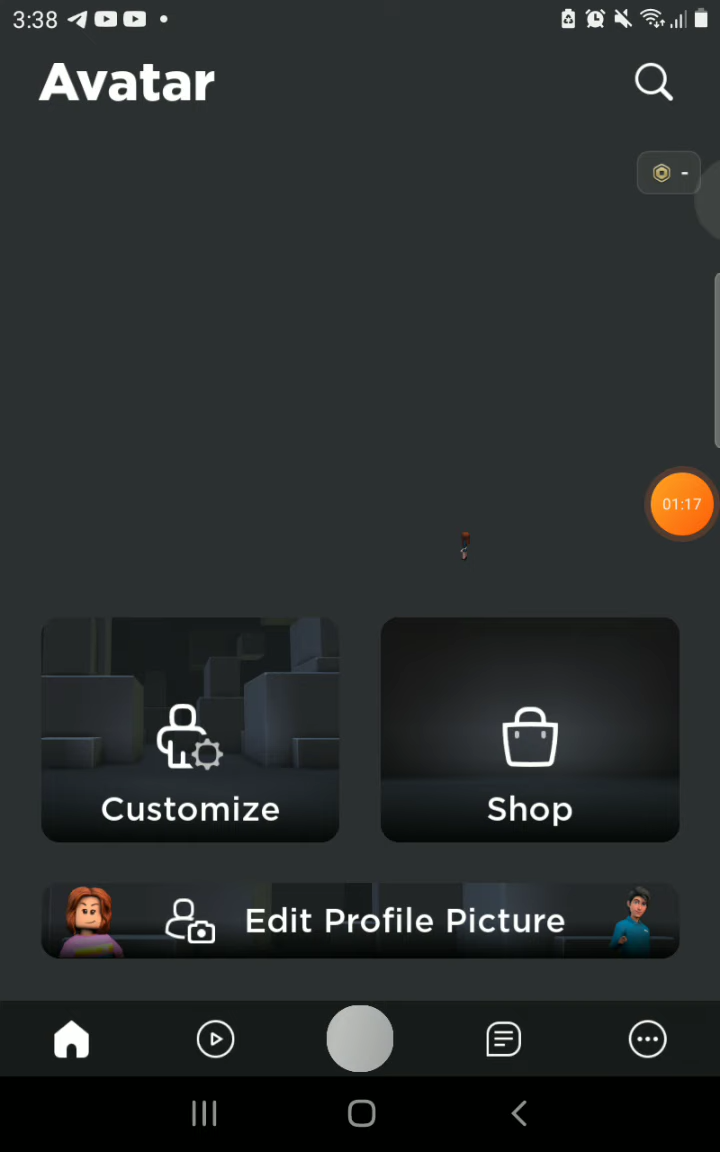 3:38
Avatar
-
01:17
Customize
Shop
Edit Profile Picture